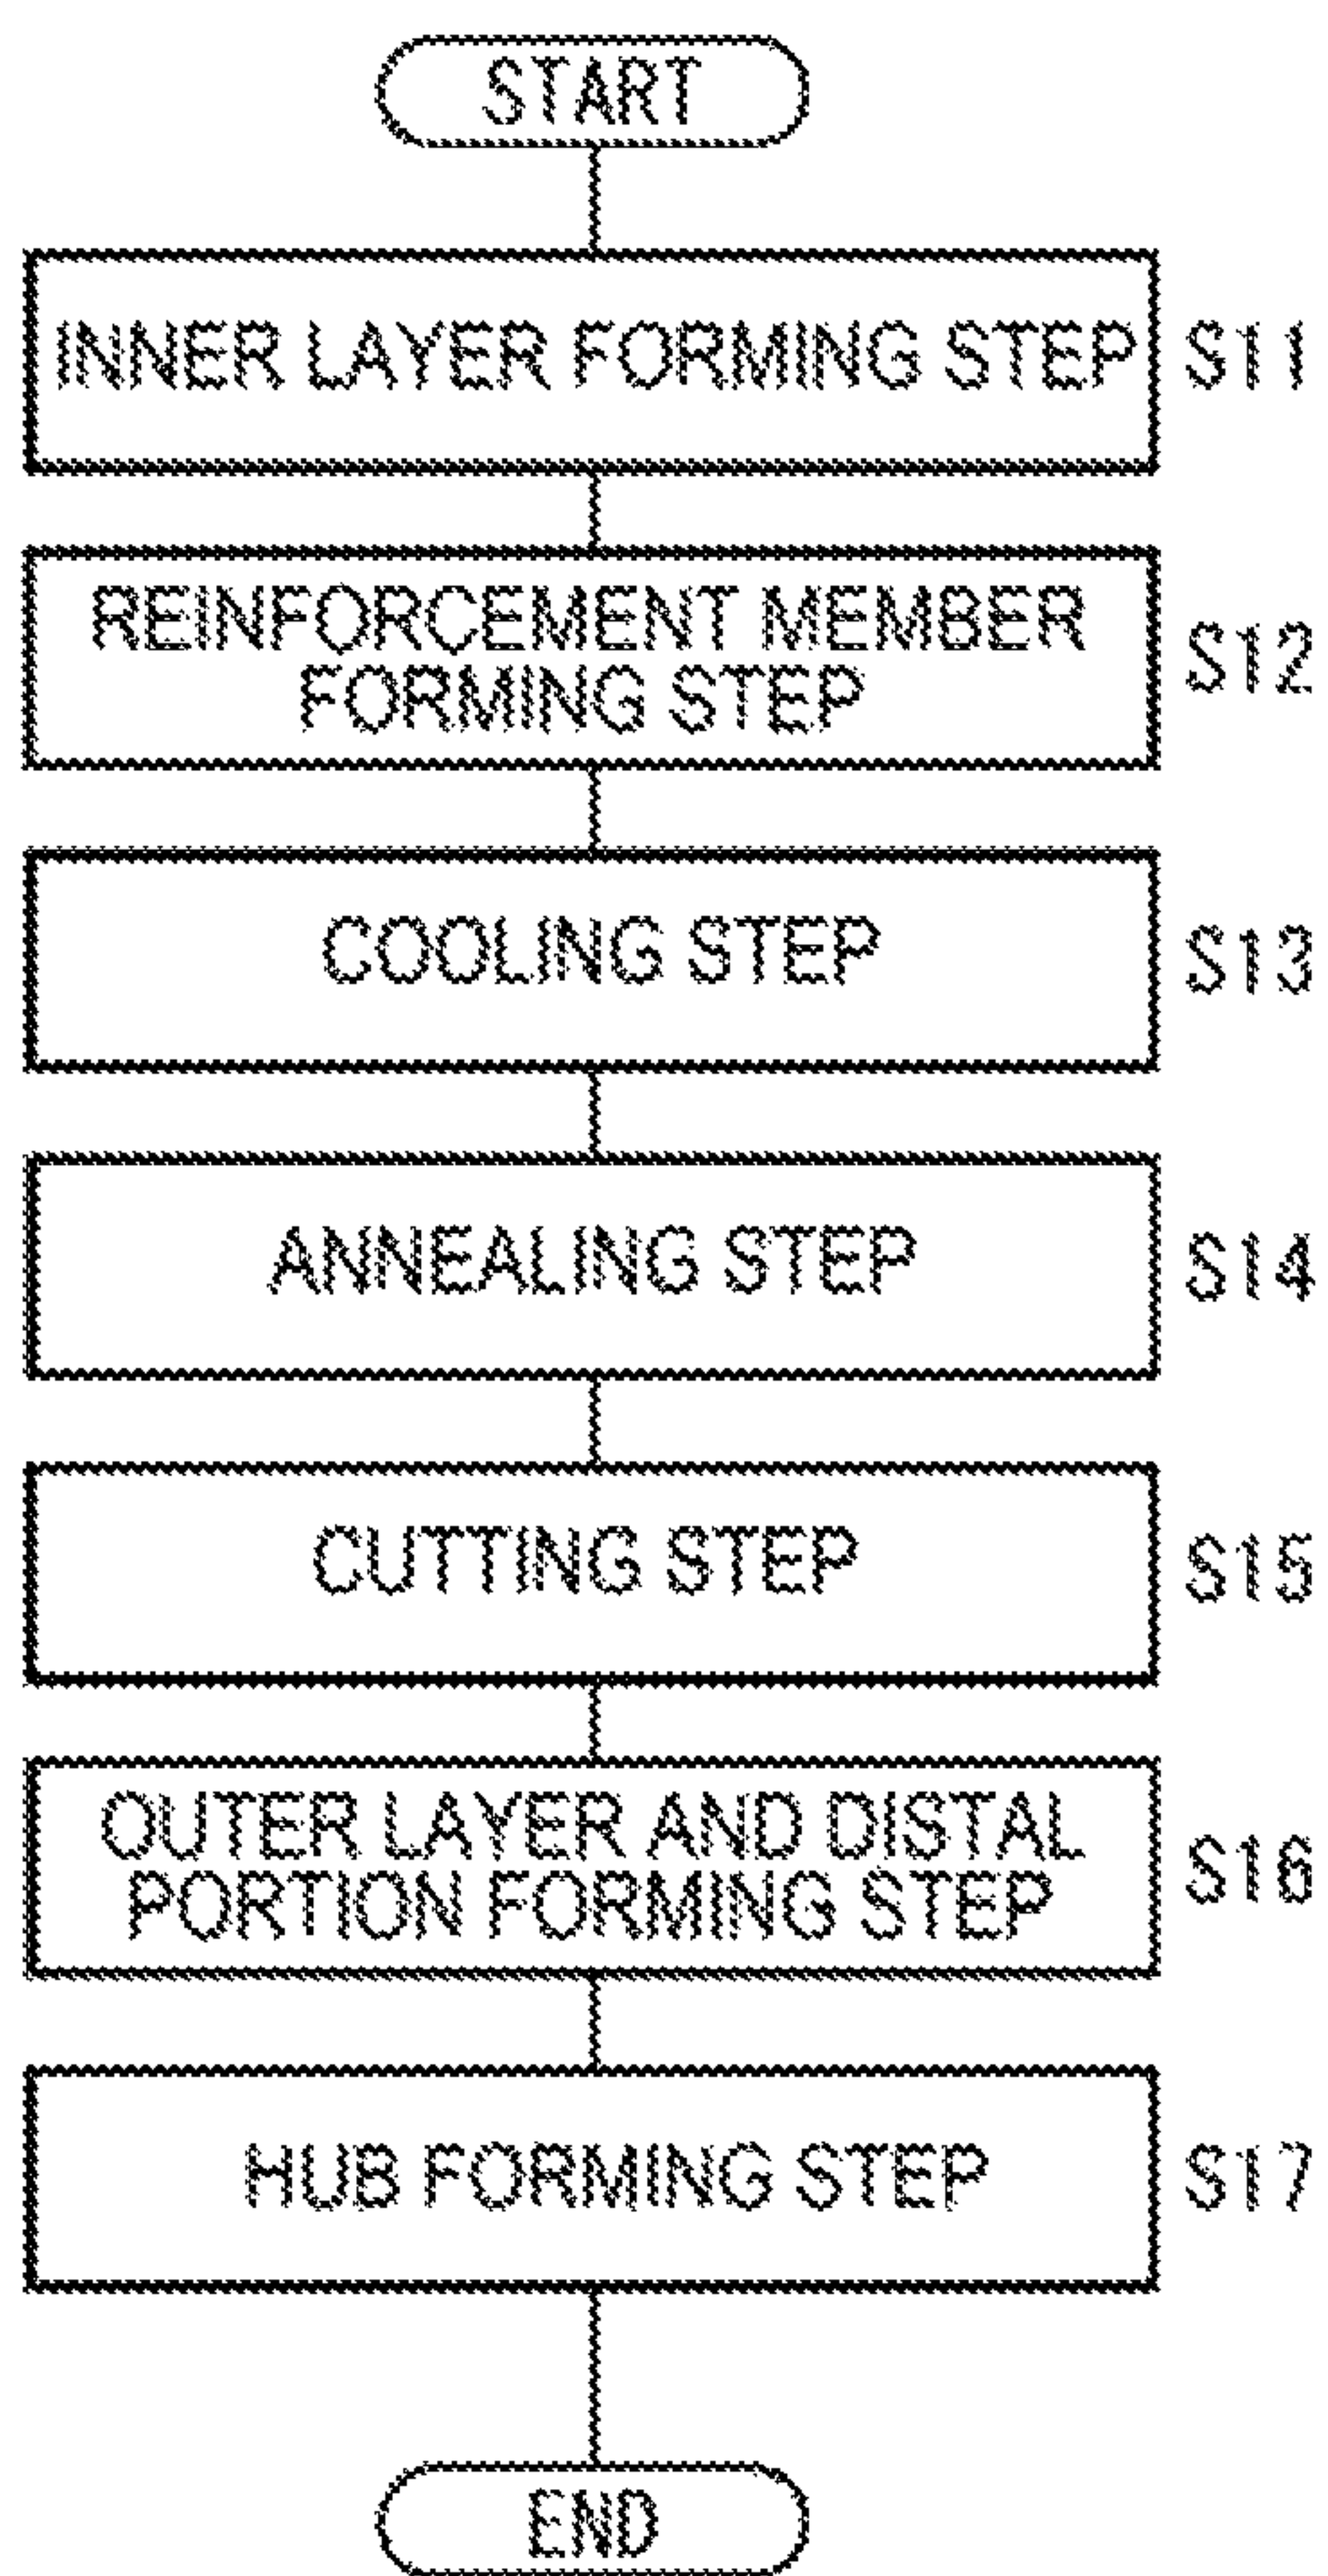 START
INNER LAYER FORMING STEP S11
REINFORCEMENT MEMBER
FORMING STEP
S12
COOLING STEP S13
ANNEALING STEP S14
CUTTING STEP S15
OUTER LAYER AND DISTAL
PORTION FORMING STEP
S16
HUB FORMING STEP S17
END